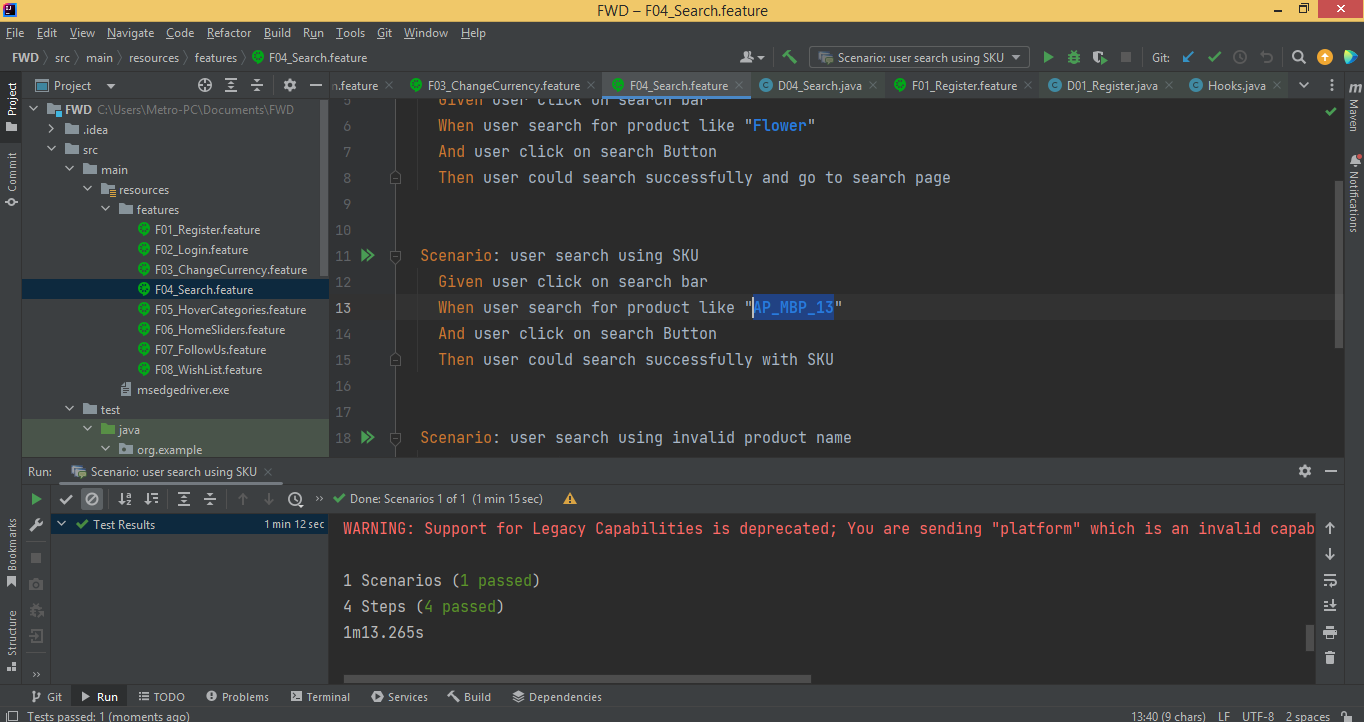 FWD – F04_Search.feature
File Edit View Navigate Code Refactor Build Run Tools Git Window Help
FWD src main resources features F04_Search.feature
Scenario: user search using SKU
Git:
Project
n.feature F03_ChangeCurrency.feature F04_Search.feature D04_Search.java F01_Register.feature D01_Register.java Hooks.java
Project
Commit
Bookmarks
Structure
Maven
Notifications
FWD C:\Users\Metro-PC\Documents\FWD
.idea
src
main
resources
features
F01_Register.feature
F02_Login.feature
F03_ChangeCurrency.feature
F04_Search.feature
F05_HoverCategories.feature
F06_HomeSliders.feature
F07_FollowUs.feature
F08_WishList.feature
msedgedriver.exe
test
java
org.example
5 Given user click on search bar
6 When user search for product like "Flower"
7 And user click on search Button
8 Then user could search successfully and go to search page
9
10
11 Scenario: user search using SKU
12 Given user click on search bar
13 When user search for product like "AP_MBP_13"
14 And user click on search Button
15 Then user could search successfully with SKU
16
17
18 Scenario: user search using invalid product name
Run: Scenario: user search using SKU
Done: Scenarios 1 of 1 (1 min 15 sec)
Test Results 1 min 12 sec
WARNING: Support for Legacy Capabilities is deprecated; You are sending "platform" which is an invalid capab
1 Scenarios (1 passed)
4 Steps (4 passed)
1m13.265s
Git Run TODO Problems Terminal Services Build Dependencies
Tests passed: 1 (moments ago) 13:40 (9 chars) LF UTF-8 2 spaces